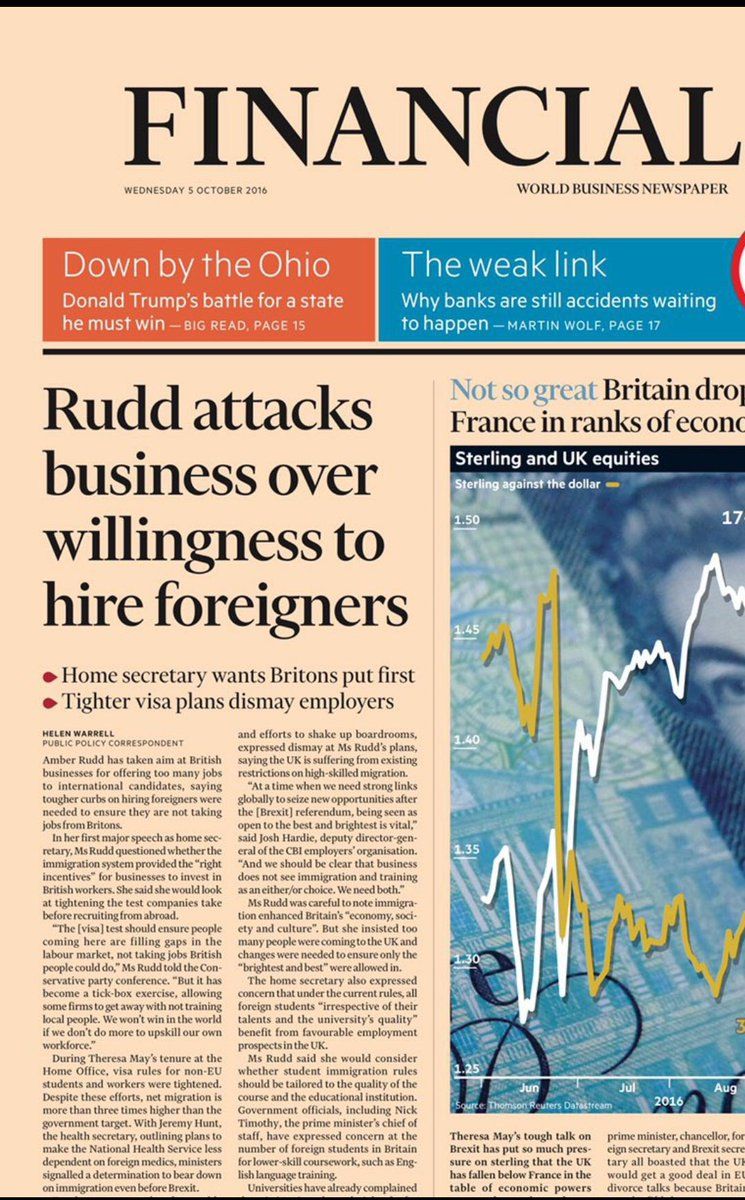 FINANCIAL
WEDNESDAY 5 OCTOBER 2016
WORLD BUSINESS NEWSPAPER
Down by the Ohio
Donald Trump's battle for a state
he must win — BIG READ, PAGE 15
The weak link
Why banks are still accidents waiting
to happen — MARTIN WOLF, PAGE 17
Rudd attacks
business over
willingness to
hire foreigners
Home secretary wants Britons put first
Tighter visa plans dismay employers
HELEN WARRELL
PUBLIC POLICY CORRESPONDENT
Amber Rudd has taken aim at British
businesses for offering too many jobs
to international candidates, saying
tougher curbs on hiring foreigners were
needed to ensure they are not taking
jobs from Britons.
In her first major speech as home sec-
retary, Ms Rudd questioned whether the
immigration system provided the "right
incentives" for businesses to invest in
British workers. She said she would look
at tightening the test companies take
before recruiting from abroad.
"The [visa] test should ensure people
coming here are filling gaps in the
labour market, not taking jobs British
people could do," Ms Rudd told the Con-
servative party conference. "But it has
become a tick-box exercise, allowing
some firms to get away with not training
local people. We won't win in the world
if we don't do more to upskill our own
workforce."
During Theresa May's tenure at the
Home Office, visa rules for non-EU
students and workers were tightened.
Despite these efforts, net migration is
more than three times higher than the
government target. With Jeremy Hunt,
the health secretary, outlining plans to
make the National Health Service less
dependent on foreign medics, ministers
signalled a determination to bear down
on immigration even before Brexit.
and efforts to shake up boardrooms,
expressed dismay at Ms Rudd's plans,
saying the UK is suffering from existing
restrictions on high-skilled migration.
"At a time when we need strong links
globally to seize new opportunities after
the [Brexit] referendum, being seen as
open to the best and brightest is vital,"
said Josh Hardie, deputy director-gen-
eral of the CBI employers' organisation.
"And we should be clear that business
does not see immigration and training
as an either/or choice. We need both."
Ms Rudd was careful to note immigra-
tion enhanced Britain's "economy, soci-
ety and culture". But she insisted too
many people were coming to the UK and
changes were needed to ensure only the
"brightest and best" were allowed in.
The home secretary also expressed
concern that under the current rules, all
foreign students "irrespective of their
talents and the university's quality"
benefit from favourable employment
prospects in the UK.
Ms Rudd said she would consider
whether student immigration rules
should be tailored to the quality of the
course and the educational institution.
Government officials, including Nick
Timothy, the prime minister's chief of
staff, have expressed concern at the
number of foreign students in Britain
for lower-skill coursework, such as Eng-
lish language training.
Universities have already complained
Not so great Britain drop
France in ranks of econo
Sterling and UK equities
Sterling against the dollar
17
1.50
1.45
1.40
1.35
1.30
1.25
3
Jun Jul Aug
2016
Source: Thomson Reuters Datastream
Theresa May's tough talk on
Brexit has put so much pres-
sure on sterling that the UK
has fallen below France in the
table of economic powers
prime minister, chancellor, for
eign secretary and Brexit secre
tary all boasted that the UK
would get a good deal in EU
divorce talks because Britai